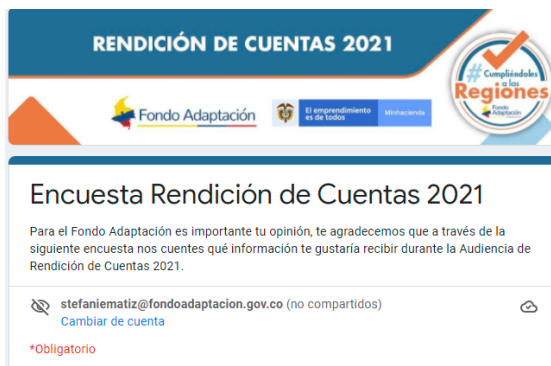 RENDICIÓN DE CUENTAS 2021
#Cumpliéndoles
a las
Regiones
Fondo
Adaptación
Fondo Adaptación
El emprendimiento
es de todos
Minhacienda
Encuesta Rendición de Cuentas 2021
Para el Fondo Adaptación es importante tu opinión, te agradecemos que a través de la
siguiente encuesta nos cuentes qué información te gustaría recibir durante la Audiencia de
Rendición de Cuentas 2021.
stefaniematiz@fondoadaptacion.gov.co (no compartidos)
Cambiar de cuenta
*Obligatorio